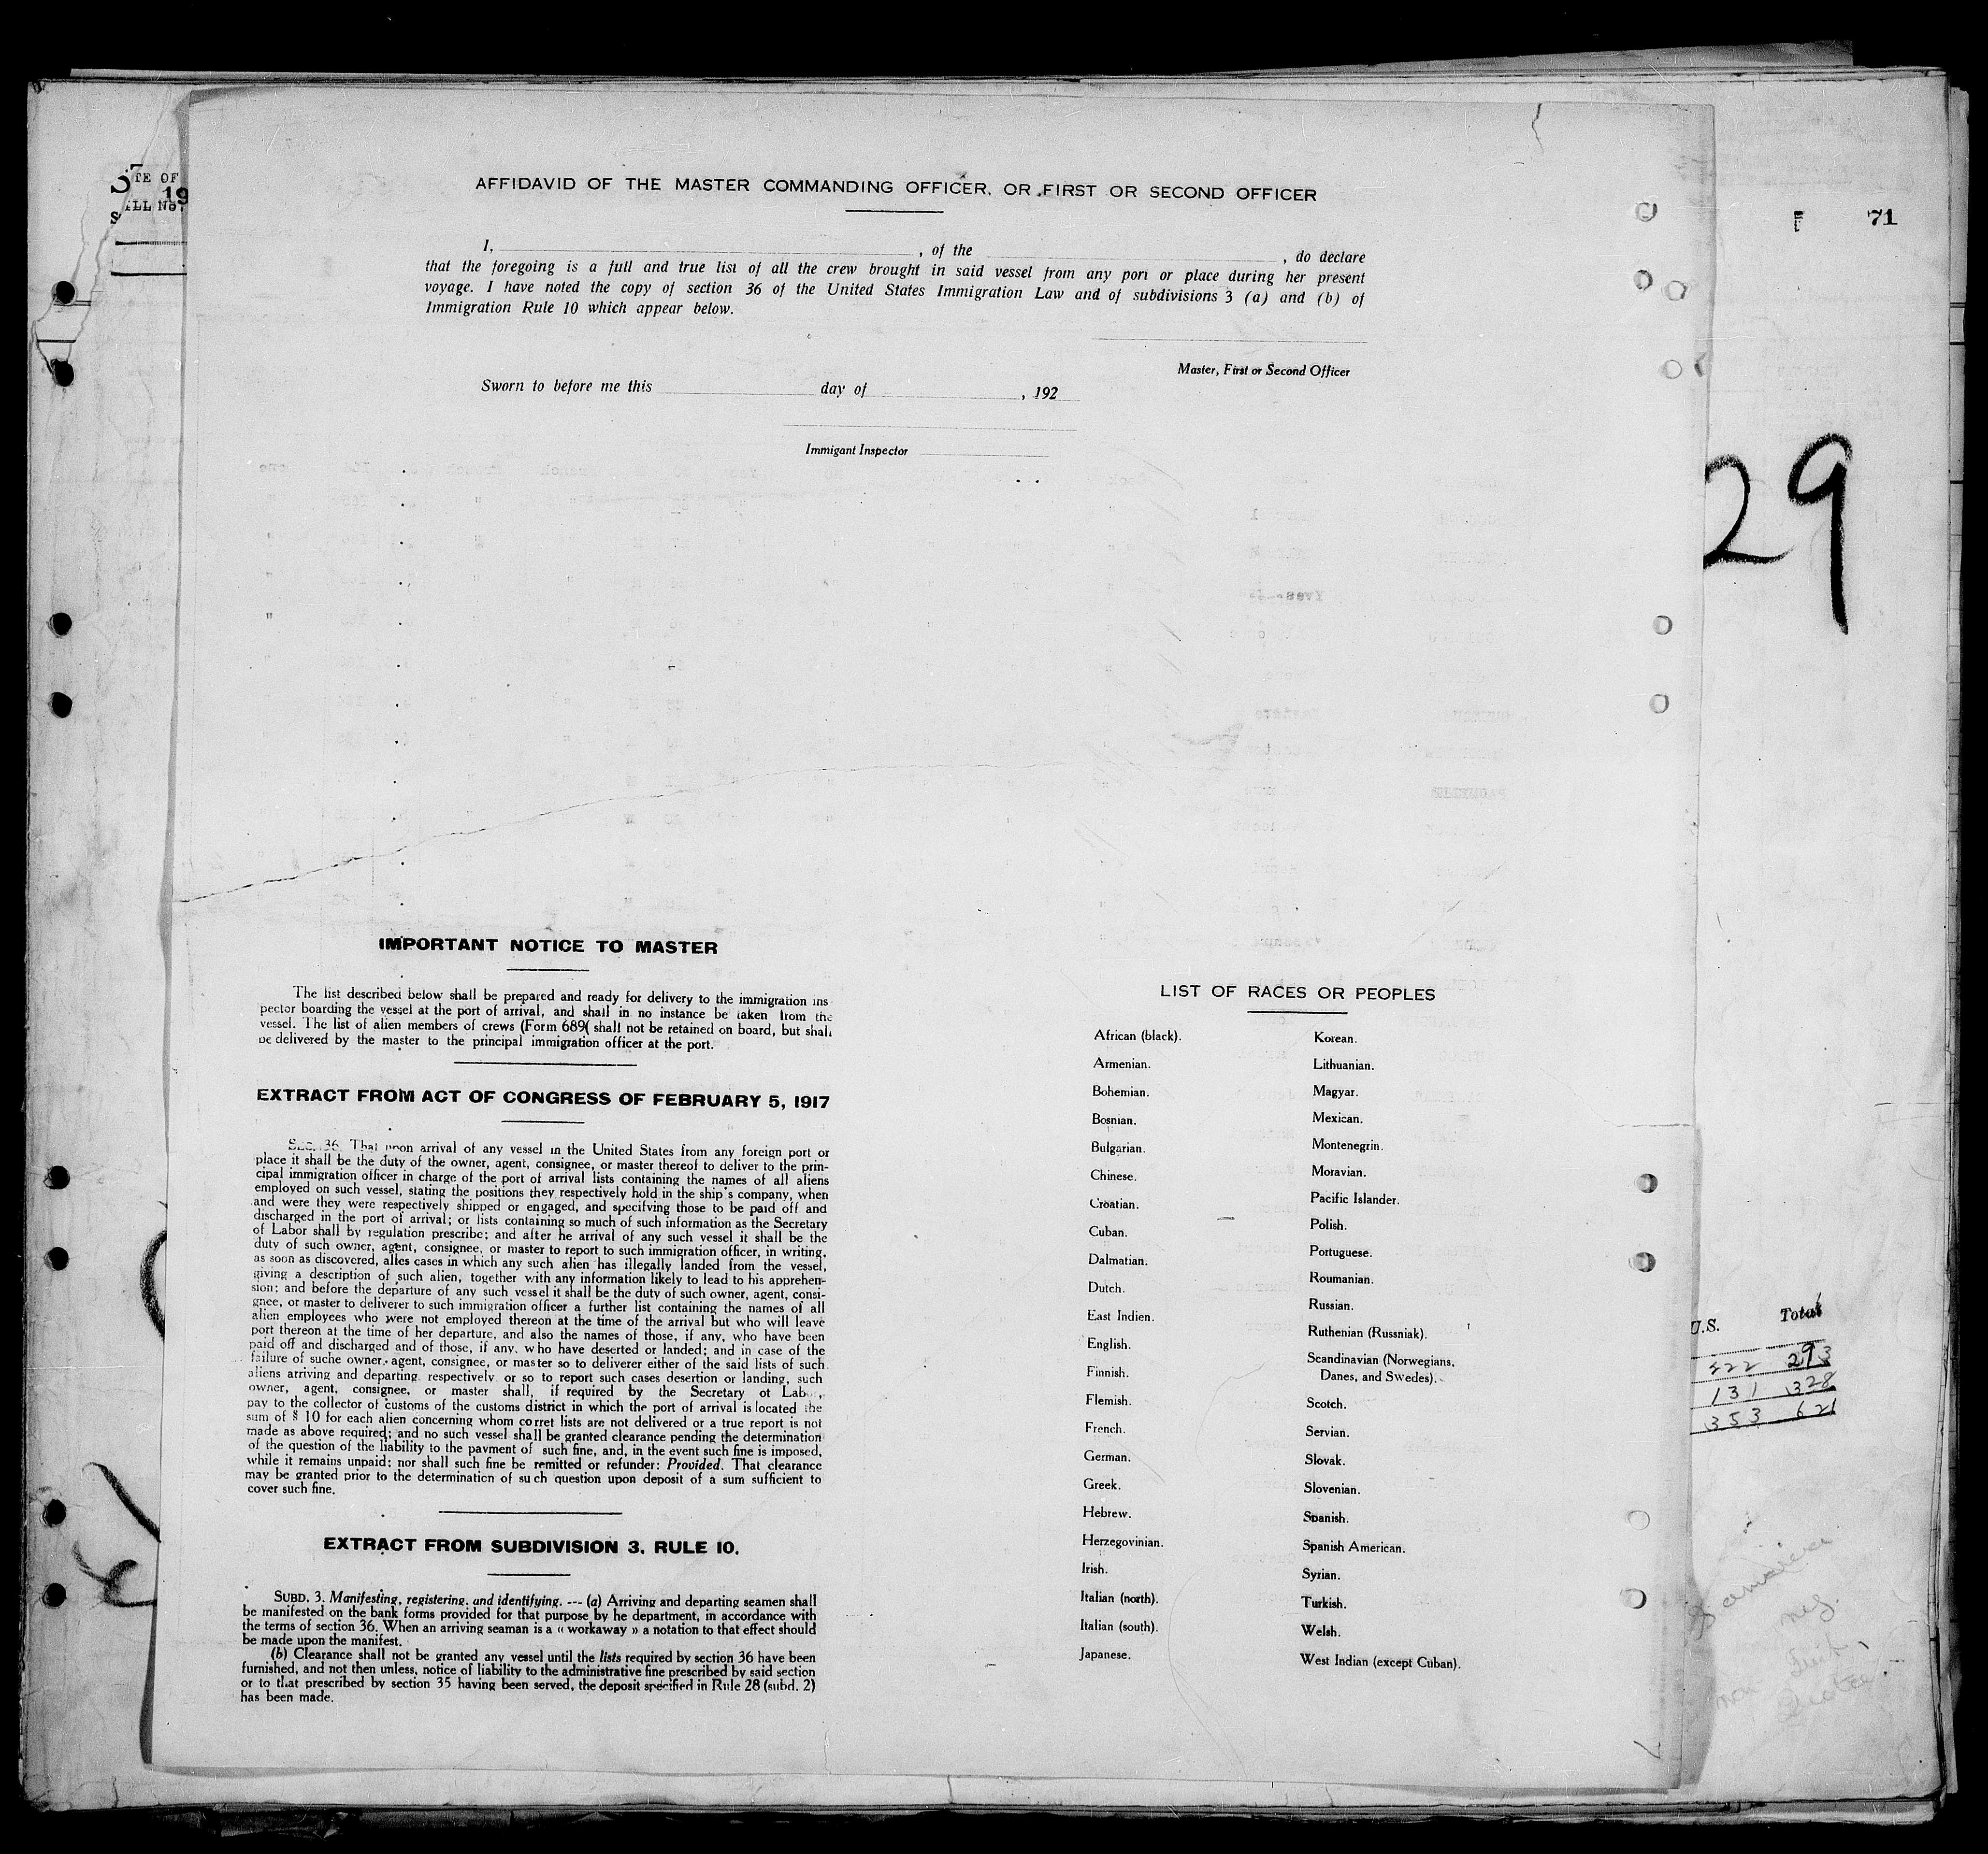 AFFIDAVID OF THE MASTER COMMANDING OFFICER, OR FIRST OR SECOND OFFICER
I, , of the , do declare
that the foregoing is a full and true list of all the crew brought in said vessel from any port or place during her present
voyage. I have noted the copy of section 36 of the United States Immigration Law and of subdivisions 3 (a) and (b) of
Immigration Rule 10 which appear below.
Master, First or Second Officer
Sworn to before me this day of , 192
Immigant Inspector
TE OF
19
71
29
IMPORTANT NOTICE TO MASTER
The list described below shall be prepared and ready for delivery to the immigration ins-
pector boarding the vessel at the port of arrival, and shall in no instance be taken from the
vessel. The list of alien members of crews (Form 689( shall not be retained on board, but shall
be delivered by the master to the principal immigration officer at the port.
EXTRACT FROM ACT OF CONGRESS OF FEBRUARY 5, 1917
SEC. 36. That upon arrival of any vessel in the United States from any foreign port or
place it shall be the duty of the owner, agent, consignee, or master thereof to deliver to the prin-
cipal immigration officer in charge of the port of arrival lists containing the names of all aliens
employed on such vessel, stating the positions they respectively hold in the ship's company, when
and were they were respectively shipped or engaged, and specifying those to be paid off and
discharged in the port of arrival; or lists containing so much of such information as the Secretary
of Labor shall by regulation prescribe; and after he arrival of any such vessel it shall be the
duty of such owner, agent, consignee, or master to report to such immigration officer, in writing,
as soon as discovered, alles cases in which any such alien has illegally landed from the vessel,
giving a description of such alien, together with any information likely to lead to his apprehen-
sion; and before the departure of any such vessel it shall be the duty of such owner, agent, consi-
gnee, or master to deliverer to such immigration officer a further list containing the names of all
alien employees who were not employed thereon at the time of the arrival but who will leave
port thereon at the time of her departure, and also the names of those, if any, who have been
paid off and discharged and of those, if any, who have deserted or landed; and in case of the
failure of suche owner, agent, consignee, or master so to deliverer either of the said lists of such
aliens arriving and departing respectively or so to report such cases desertion or landing, such
owner, agent, consignee, or master shall, if required by the Secretary of Labor,
pay to the collector of customs of the customs district in which the port of arrival is located the
sum of $ 10 for each alien concerning whom corret lists are not delivered or a true report is not
made as above required; and no such vessel shall be granted clearance pending the determination
of the question of the liability to the payment of such fine, and, in the event such fine is imposed,
while it remains unpaid; nor shall such fine be remitted or refunder: Provided. That clearance
may be granted prior to the determination of such question upon deposit of a sum sufficient to
cover such fine.
EXTRACT FROM SUBDIVISION 3, RULE 10.
SUBD. 3. Manifesting, registering, and identifying. --- (a) Arriving and departing seamen shall
be manifested on the bank forms provided for that purpose by he department, in accordance with
the terms of section 36. When an arriving seaman is a « workaway » a notation to that effect should
be made upon the manifest.
(b) Clearance shall not be granted any vessel until the lists required by section 36 have been
furnished, and not then unless, notice of liability to the administrative fine prescribed by said section
or to that prescribed by section 35 having been served, the deposit specified in Rule 28 (subd. 2)
has been made.
LIST OF RACES OR PEOPLES
African (black).
Armenian.
Bohemian.
Bosnian.
Bulgarian.
Chinese.
Croatian.
Cuban.
Dalmatian.
Dutch.
East Indien.
English.
Finnish.
Flemish.
French.
German.
Greek.
Hebrew.
Herzegovinian.
Irish.
Italian (north).
Italian (south).
Japanese.
Korean.
Lithuanian.
Magyar.
Mexican.
Montenegrin.
Moravian.
Pacific Islander.
Polish.
Portuguese.
Roumanian.
Russian.
Ruthenian (Russniak).
Scandinavian (Norwegians,
Danes, and Swedes).
Scotch.
Servian.
Slovak.
Slovenian.
Spanish.
Spanish American.
Syrian.
Turkish.
Welsh.
West Indian (except Cuban).
U.S. Total
222 293
131 328
353 621